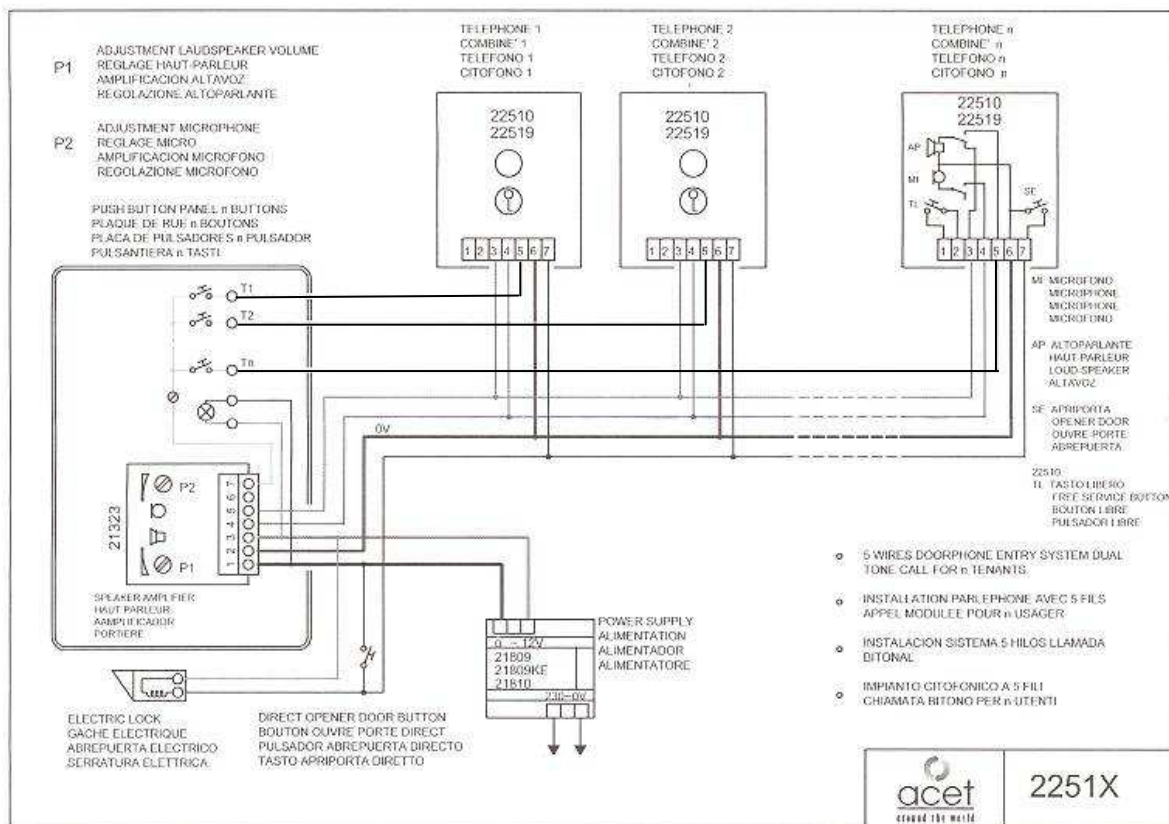 P1
ADJUSTMENT LAUDSPEAKER VOLUME
REGLAGE HAUT-PARLEUR
AMPLIFICACION ALTAVOZ
REGOLAZIONE ALTOPARLANTE
P2
ADJUSTMENT MICROPHONE
REGLAGE MICRO
AMPLIFICACION MICROFONO
REGOLAZIONE MICROFONO
PUSH BUTTON PANEL n BUTTONS
PLAQUE DE RUE n BOUTONS
PLACA DE PULSADORES n PULSADOR
PULSANTIERA n TASTI
TELEPHONE 1
COMBINE' 1
TELEFONO 1
CITOFONO 1
22510
22519
1 2 3 4 5 6 7
TELEPHONE 2
COMBINE' 2
TELEFONO 2
CITOFONO 2
22510
22519
1 2 3 4 5 6 7
TELEPHONE n
COMBINE' n
TELEFONO n
CITOFONO n
22510
22519
AP
MI
TL
SE
1 2 3 4 5 6 7
T1
T2
Tn
0V
MI MICROFONO
MICROPHONE
MICROPHONE
MICROFONO
AP ALTOPARLANTE
HAUT-PARLEUR
LOUD-SPEAKER
ALTAVOZ
SE APRIPORTA
OPENER DOOR
OUVRE-PORTE
ABREPUERTA
22510
TL TASTO LIBERO
FREE SERVICE BUTTON
BOUTON LIBRE
PULSADOR LIBRE
21323
P2
P1
7
6
5
4
3
2
1
SPEAKER AMPLIFIER
HAUT PARLEUR
AAMPLIFICADOR
PORTIERE
POWER SUPPLY
ALIMENTATION
ALIMENTADOR
ALIMENTATORE
~ 12V
21809
21809KE
21810
230~0V
ELECTRIC LOCK
GACHE ELECTRIQUE
ABREPUERTA ELECTRICO
SERRATURA ELETTRICA
DIRECT OPENER DOOR BUTTON
BOUTON OUVRE PORTE DIRECT
PULSADOR ABREPUERTA DIRECTO
TASTO APRIPORTA DIRETTO
5 WIRES DOORPHONE ENTRY SYSTEM DUAL
TONE CALL FOR n TENANTS.
INSTALLATION PARLEPHONE AVEC 5 FILS
APPEL MODULEE POUR n USAGER
INSTALACION SISTEMA 5 HILOS LLAMADA
BITONAL
IMPIANTO CITOFONICO A 5 FILI
CHIAMATA BITONO PER n UTENTI
acet
around the world
2251X